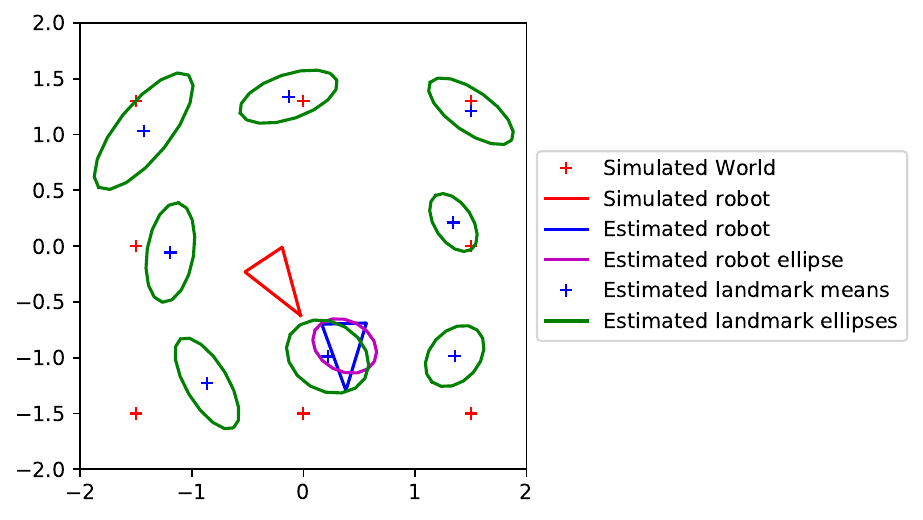 2.0
1.5
1.0
0.5
0.0
−0.5
−1.0
−1.5
−2.0
−2 −1 0 1 2
Simulated World
Simulated robot
Estimated robot
Estimated robot ellipse
Estimated landmark means
Estimated landmark ellipses